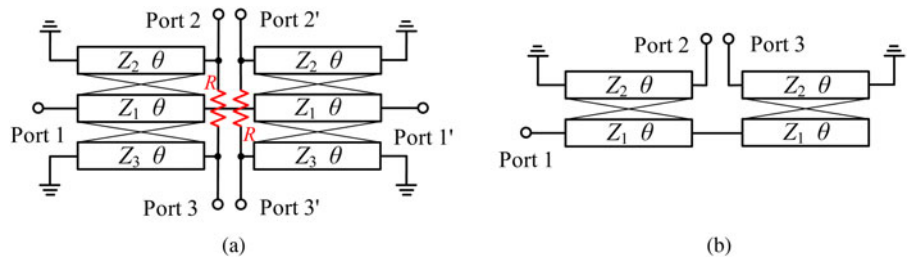 Port 2 Port 2'
Z₂ θ Z₂ θ
R
Z₁ θ Z₁ θ
Port 1 R Port 1'
Z₃ θ Z₃ θ
Port 3 Port 3'
(a)
Port 2 Port 3
Z₂ θ Z₂ θ
Z₁ θ Z₁ θ
Port 1
(b)